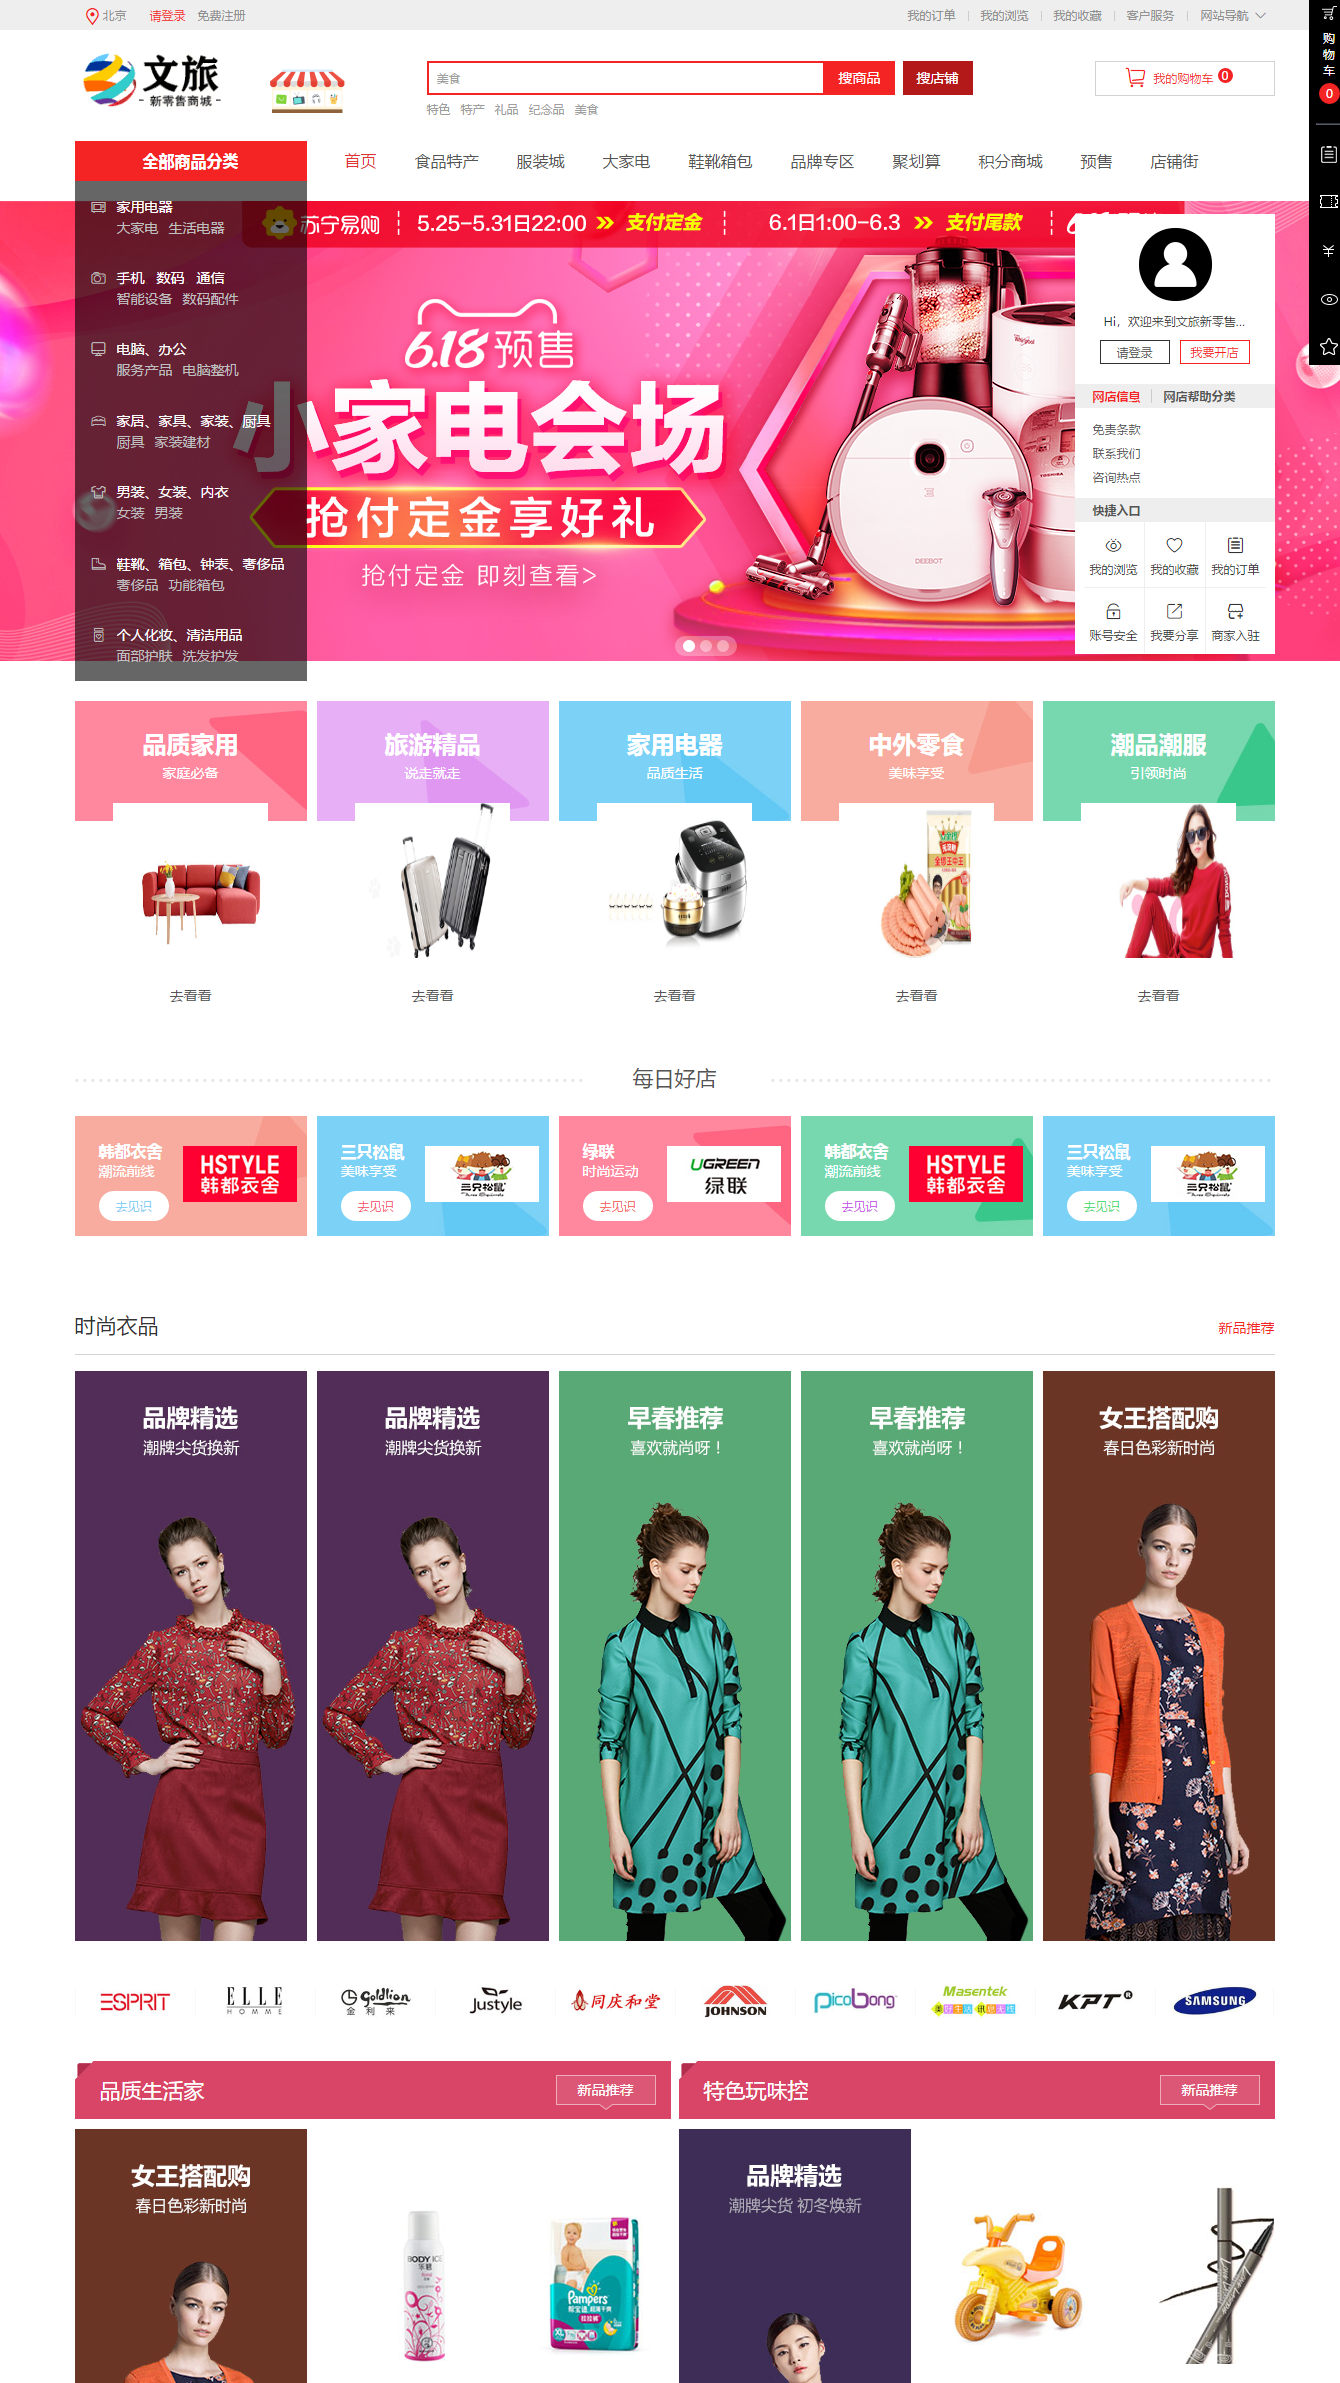 北京 请登录 免费注册 我的订单 我的浏览 我的收藏 客户服务 网站导航
文旅
- 新零售商城 -
美食 搜商品 搜店铺
特色 特产 礼品 纪念品 美食
我的购物车 0
购物车
0
全部商品分类 首页 食品特产 服装城 大家电 鞋靴箱包 品牌专区 聚划算 积分商城 预售 店铺街
家用电器
大家电 生活电器
手机 数码 通信
智能设备 数码配件
电脑、办公
服务产品 电脑整机
家居、家具、家装、厨具
厨具 家装建材
男装、女装、内衣
女装 男装
鞋靴、箱包、钟表、奢侈品
奢侈品 功能箱包
个人化妆、清洁用品
面部护肤 洗发护发
苏宁易购 5.25-5.31日22:00 支付定金 6.1日1:00-6.3 支付尾款
6.18预售
小家电会场
抢付定金享好礼
抢付定金 即刻查看>
Whirlpool
TOSHIBA
DEEBOT
Hi，欢迎来到文旅新零售...
请登录 我要开店
网店信息 网店帮助分类
免责条款
联系我们
咨询热点
快捷入口
我的浏览 我的收藏 我的订单
账号安全 我要分享 商家入驻
品质家用 旅游精品 家用电器 中外零食 潮品潮服
家庭必备 说走就走 品质生活 美味享受 引领时尚
去看看 去看看 去看看 去看看 去看看
每日好店
韩都衣舍
潮流前线
去见识
HSTYLE
韩都衣舍
三只松鼠
美味享受
去见识
三只松鼠
Three Squirrels
绿联
时尚运动
去见识
UGREEN
绿联
韩都衣舍
潮流前线
去见识
HSTYLE
韩都衣舍
三只松鼠
美味享受
去见识
三只松鼠
Three Squirrels
时尚衣品 新品推荐
品牌精选 品牌精选 早春推荐 早春推荐 女王搭配购
潮牌尖货换新 潮牌尖货换新 喜欢就尚呀！ 喜欢就尚呀！ 春日色彩新时尚
ESPRIT
ELLE
HOMME
Goldlion
金利来
Justyle
同庆和堂
JOHNSON
PicoBong
Masentek
KPT®
SAMSUNG
品质生活家 新品推荐 特色玩味控 新品推荐
女王搭配购
春日色彩新时尚
BODY ICE
Pampers
XL
品牌精选
潮牌尖货 初冬焕新